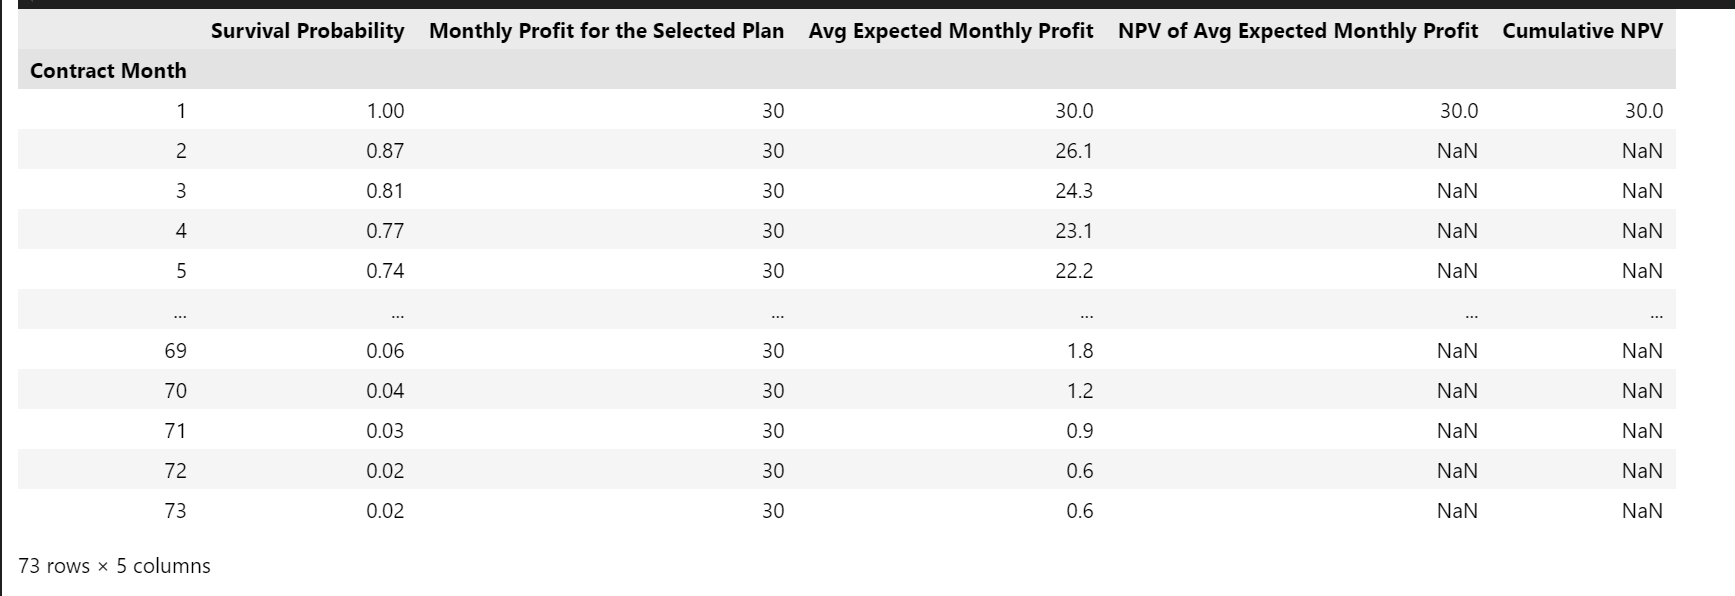 Survival Probability Monthly Profit for the Selected Plan Avg Expected Monthly Profit NPV of Avg Expected Monthly Profit Cumulative NPV
Contract Month
1 1.00 30 30.0 30.0 30.0
2 0.87 30 26.1 NaN NaN
3 0.81 30 24.3 NaN NaN
4 0.77 30 23.1 NaN NaN
5 0.74 30 22.2 NaN NaN
... ... ... ... ... ...
69 0.06 30 1.8 NaN NaN
70 0.04 30 1.2 NaN NaN
71 0.03 30 0.9 NaN NaN
72 0.02 30 0.6 NaN NaN
73 0.02 30 0.6 NaN NaN
73 rows × 5 columns